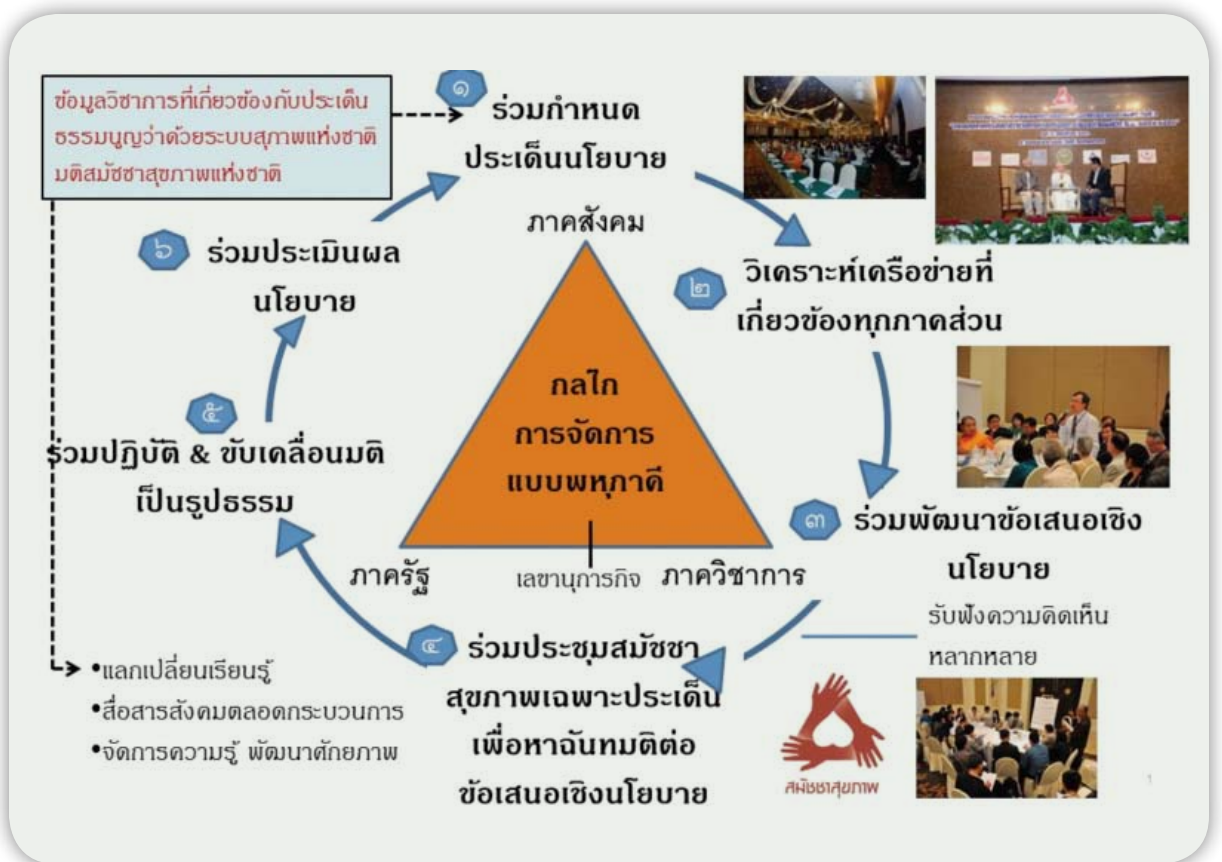 ข้อมูลวิชาการที่เกี่ยวข้องกับประเด็น
ธรรมนูญว่าด้วยระบบสุภาพแห่งชาติ
มติสมัชชาสุขภาพแห่งชาติ
๑
ร่วมกำหนด
ประเด็นนโยบาย
ภาคสังคม
๒
วิเคราะห์เครือข่ายที่
เกี่ยวข้องทุกภาคส่วน
๖
ร่วมประเมินผล
นโยบาย
กลไก
การจัดการ
แบบพหุภาคี
๕
ร่วมปฏิบัติ & ขับเคลื่อนมติ
เป็นรูปธรรม
๓
ร่วมพัฒนาข้อเสนอเชิง
นโยบาย
ภาครัฐ
เลขานุการกิจ
ภาควิชาการ
รับฟังความคิดเห็น
หลากหลาย
๔
ร่วมประชุมสมัชชา
สุขภาพเฉพาะประเด็น
เพื่อหาฉันทมติต่อ
ข้อเสนอเชิงนโยบาย
•แลกเปลี่ยนเรียนรู้
•สื่อสารสังคมตลอดกระบวนการ
•จัดการความรู้ พัฒนาศักยภาพ
สมัชชาสุขภาพ
1